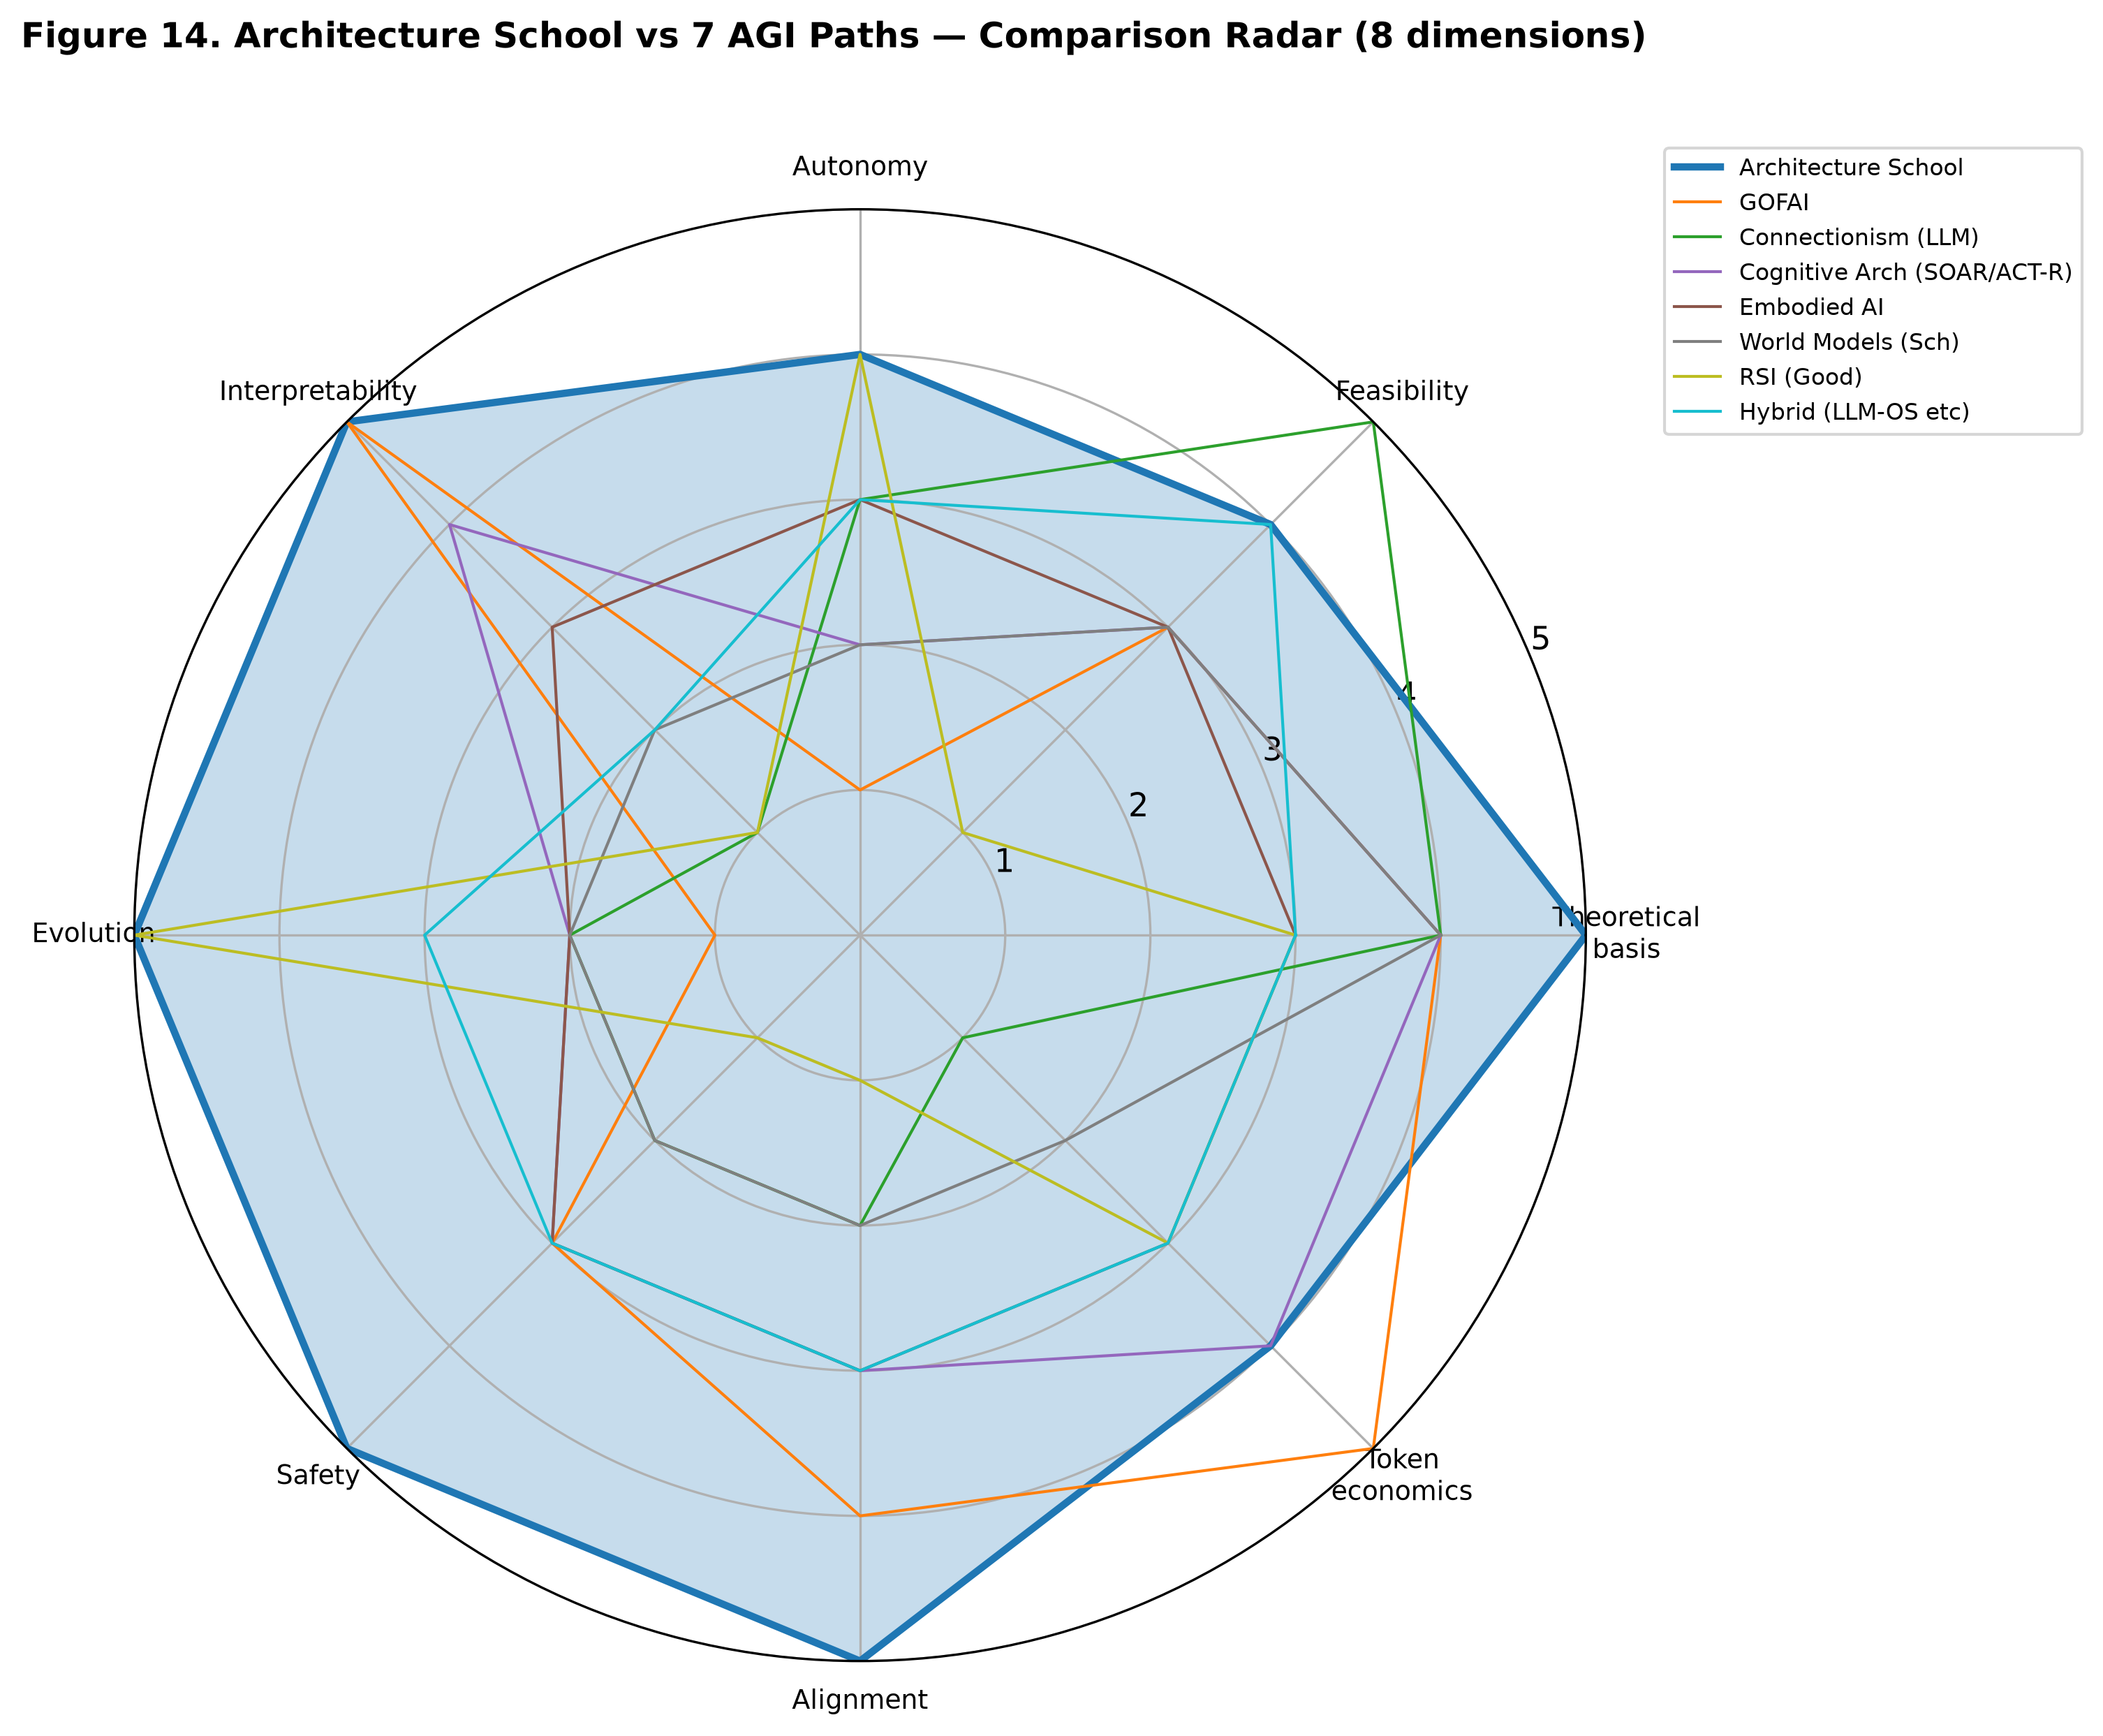 Figure 14. Architecture School vs 7 AGI Paths — Comparison Radar (8 dimensions)
Autonomy
Architecture School
GOFAI
Connectionism (LLM)
Cognitive Arch (SOAR/ACT-R)
Embodied AI
World Models (Sch)
RSI (Good)
Hybrid (LLM-OS etc)
Interpretability
Feasibility
5
4
3
2
1
Evolution
Theoretical
basis
Safety
Token
economics
Alignment